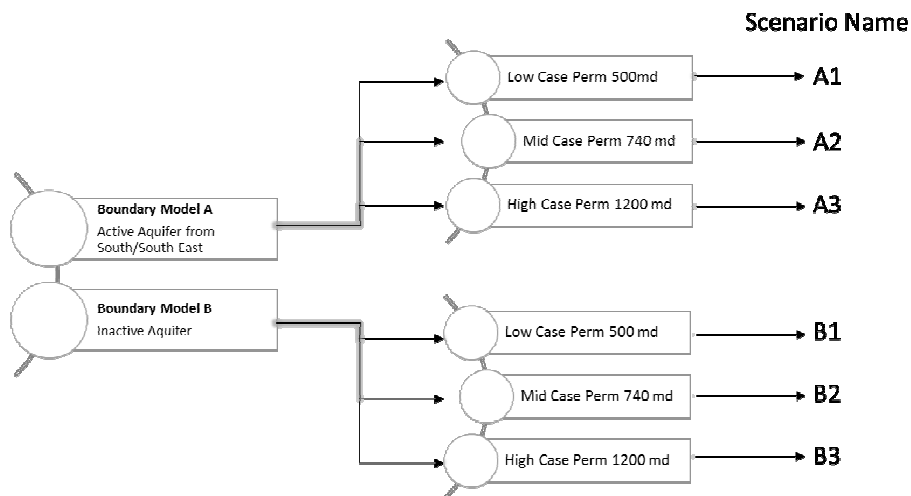 Scenario Name
Low Case Perm 500md
A1
Mid Case Perm 740 md
A2
High Case Perm 1200 md
A3
Boundary Model A
Active Aquifer from
South/South East
Boundary Model B
Inactive Aquifer
Low Case Perm 500 md
B1
Mid Case Perm 740 md
B2
High Case Perm 1200 md
B3